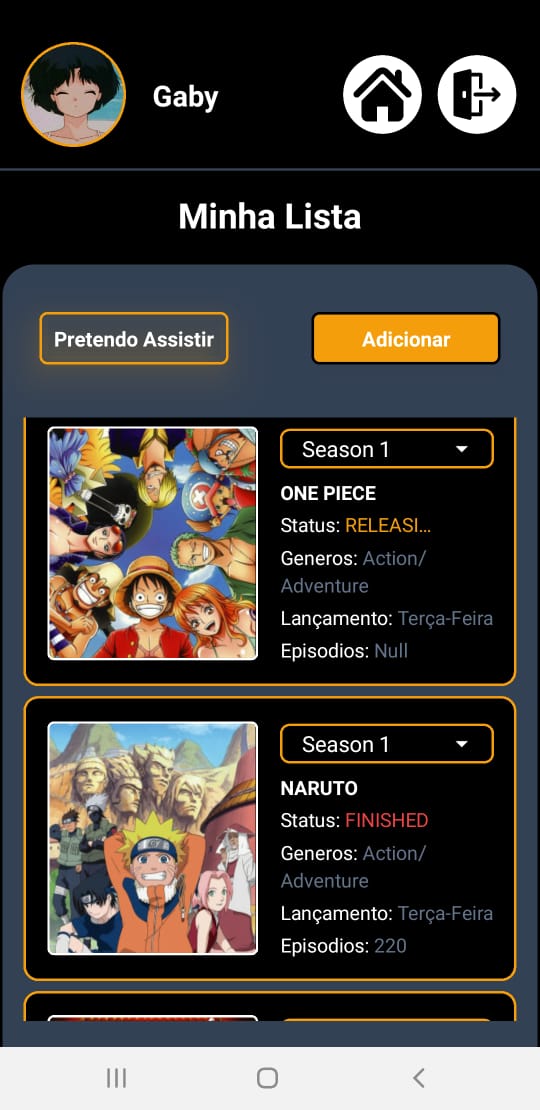 Gaby
Minha Lista
Pretendo Assistir
Adicionar
Season 1
ONE PIECE
Status: RELEASI...
Generos: Action/
Adventure
Lançamento: Terça-Feira
Episodios: Null
Season 1
NARUTO
Status: FINISHED
Generos: Action/
Adventure
Lançamento: Terça-Feira
Episodios: 220